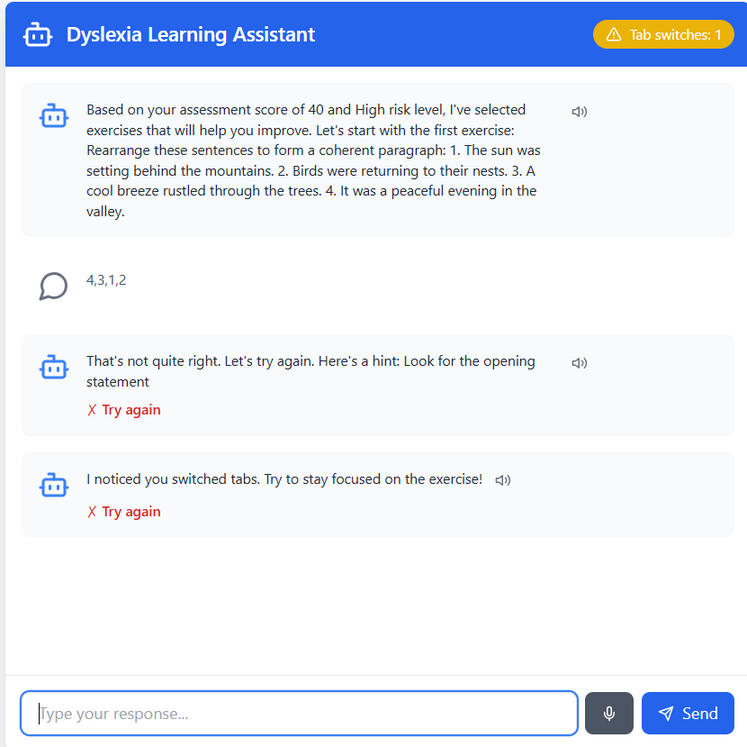 Dyslexia Learning Assistant
Tab switches: 1
Based on your assessment score of 40 and High risk level, I've selected
exercises that will help you improve. Let's start with the first exercise:
Rearrange these sentences to form a coherent paragraph: 1. The sun was
setting behind the mountains. 2. Birds were returning to their nests. 3. A
cool breeze rustled through the trees. 4. It was a peaceful evening in the
valley.
4,3,1,2
That's not quite right. Let's try again. Here's a hint: Look for the opening
statement
✗ Try again
I noticed you switched tabs. Try to stay focused on the exercise!
✗ Try again
Type your response...
Send